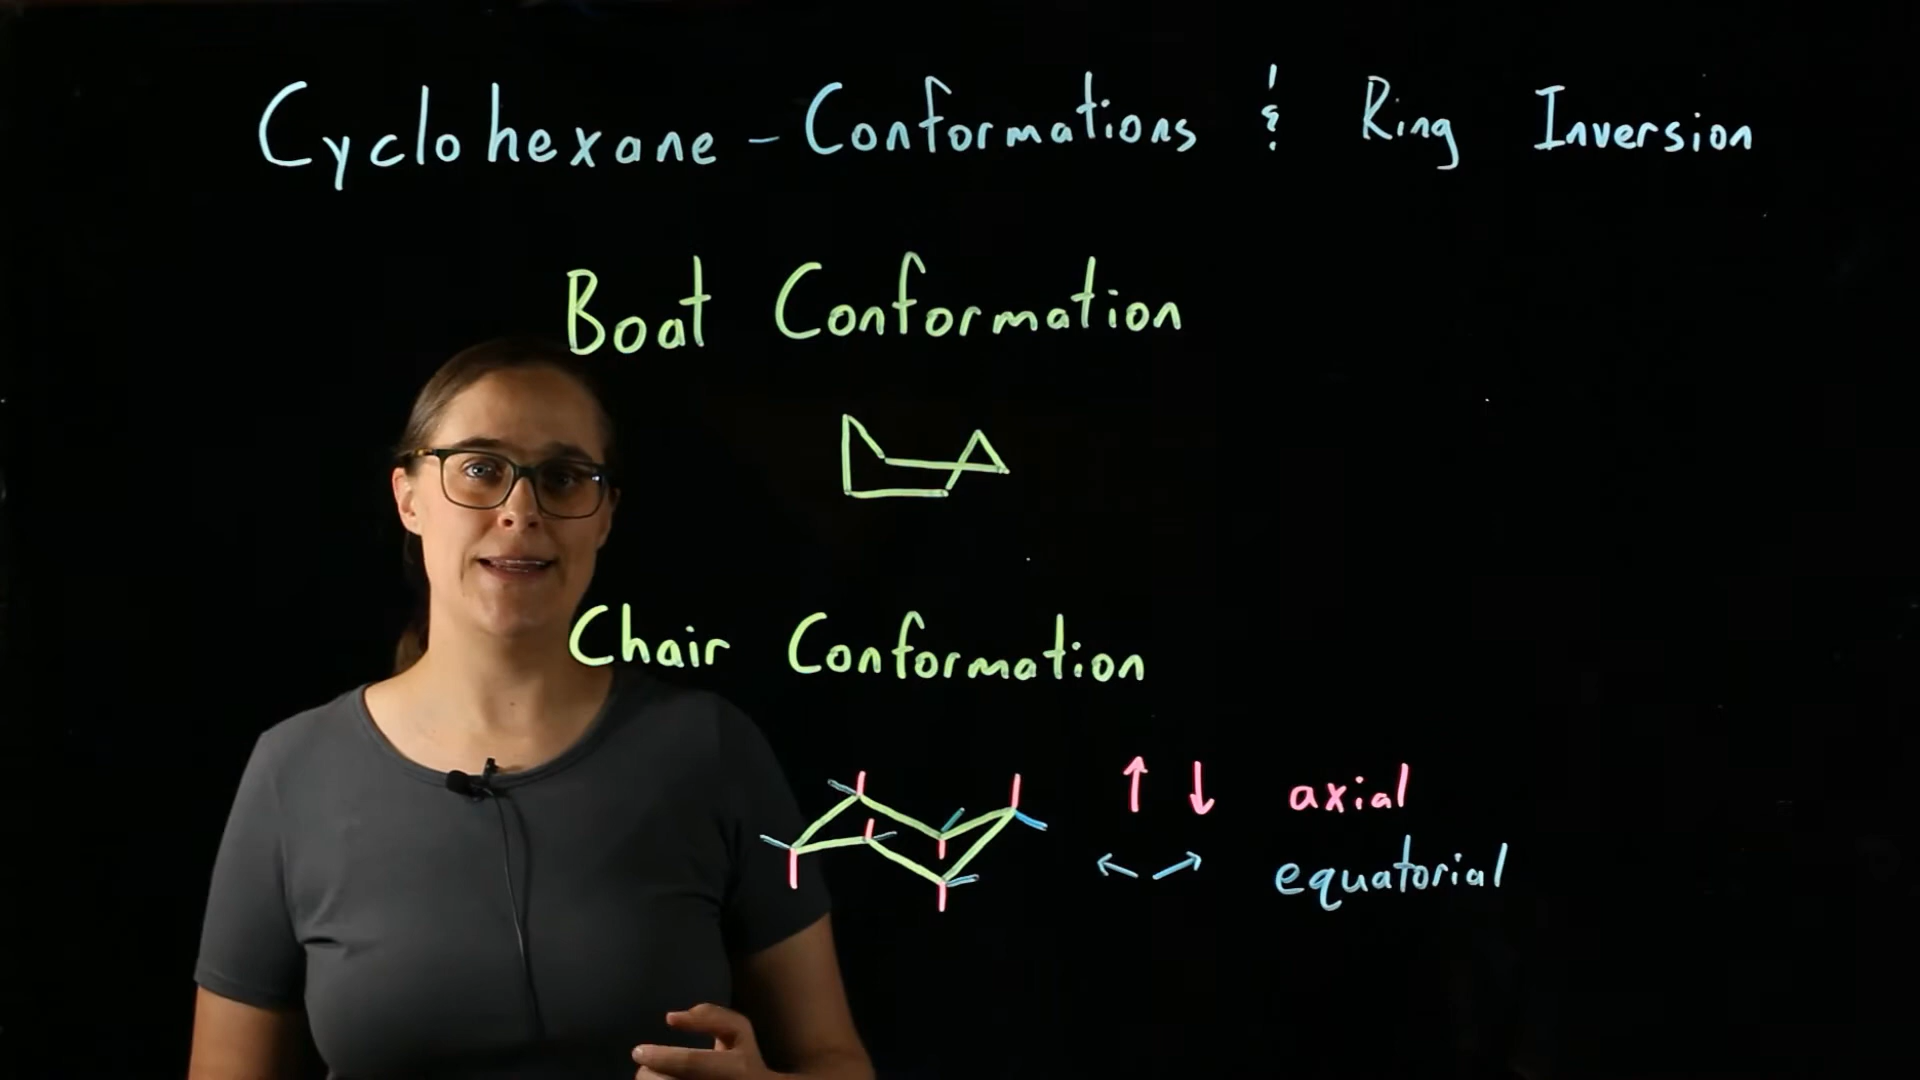 Cyclohexane - Conformations & Ring Inversion
Boat Conformation
Chair Conformation
↑ ↓ axial
← → equatorial